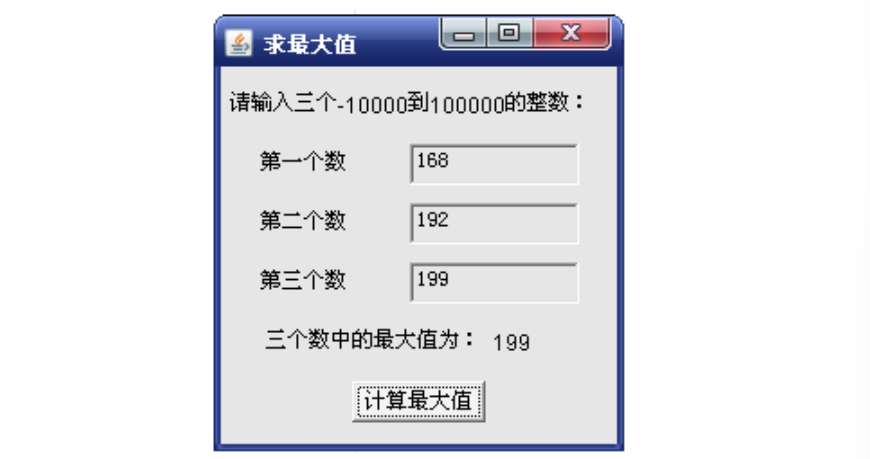 求最大值
请输入三个-10000到100000的整数：
第一个数 168
第二个数 192
第三个数 199
三个数中的最大值为： 199
计算最大值